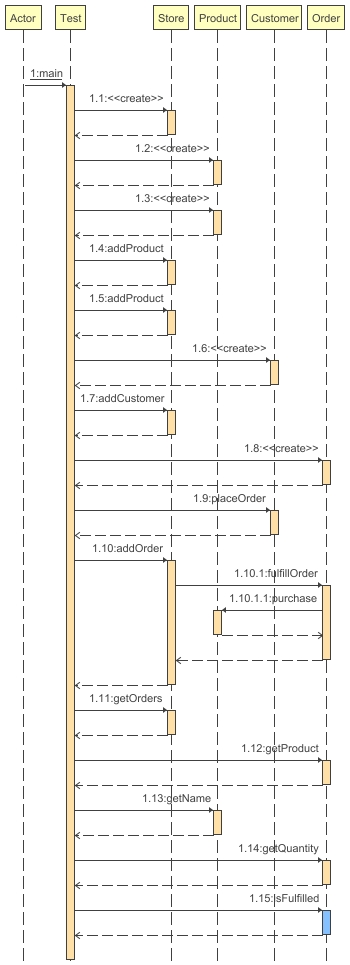 Actor Test Store Product Customer Order
1:main
1.1:<<create>>
1.2:<<create>>
1.3:<<create>>
1.4:addProduct
1.5:addProduct
1.6:<<create>>
1.7:addCustomer
1.8:<<create>>
1.9:placeOrder
1.10:addOrder
1.10.1:fulfillOrder
1.10.1.1:purchase
1.11:getOrders
1.12:getProduct
1.13:getName
1.14:getQuantity
1.15:isFulfilled